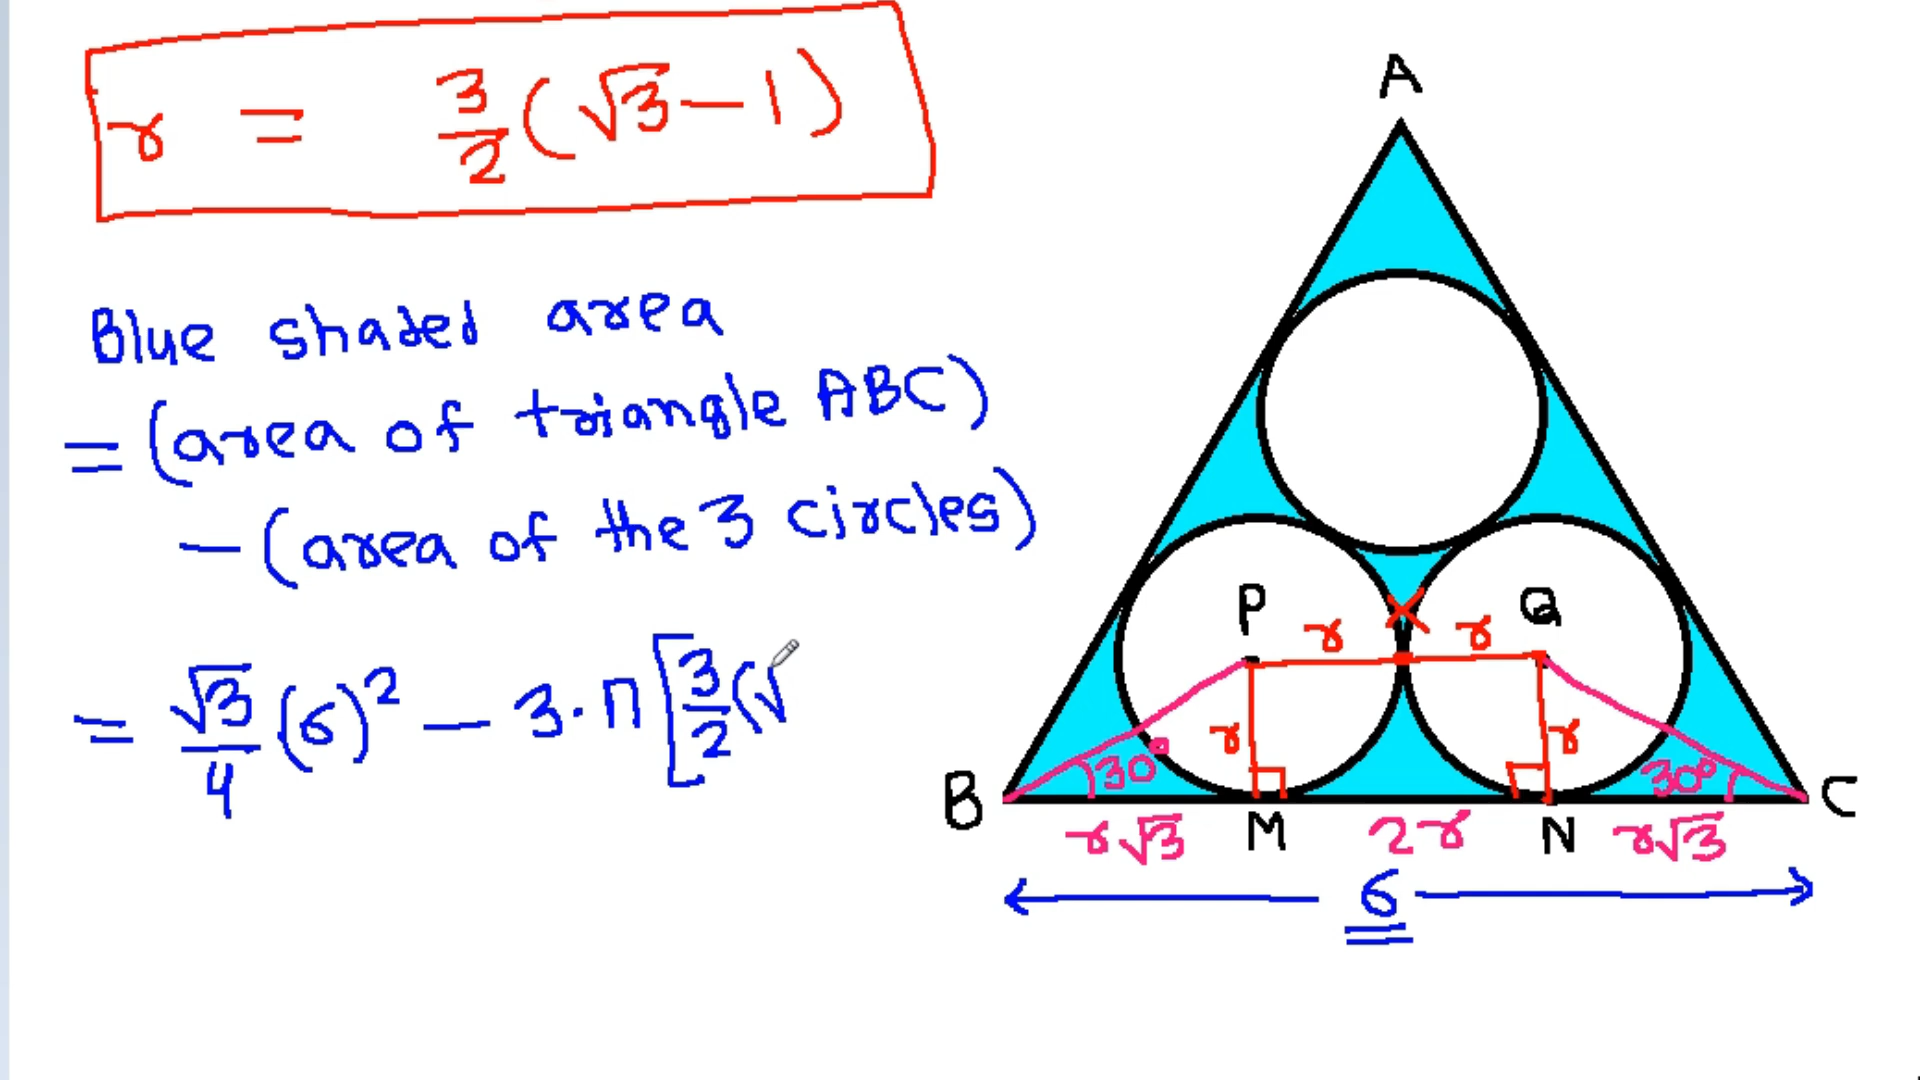 r = 3/2 (√3 − 1)
Blue shaded area
= (area of triangle ABC)
− (area of the 3 circles)
= √3/4 (6)² − 3·π [3/2 (√
A
P r r Q
r r
B 30° 30° C
r√3 M 2r N r√3
6